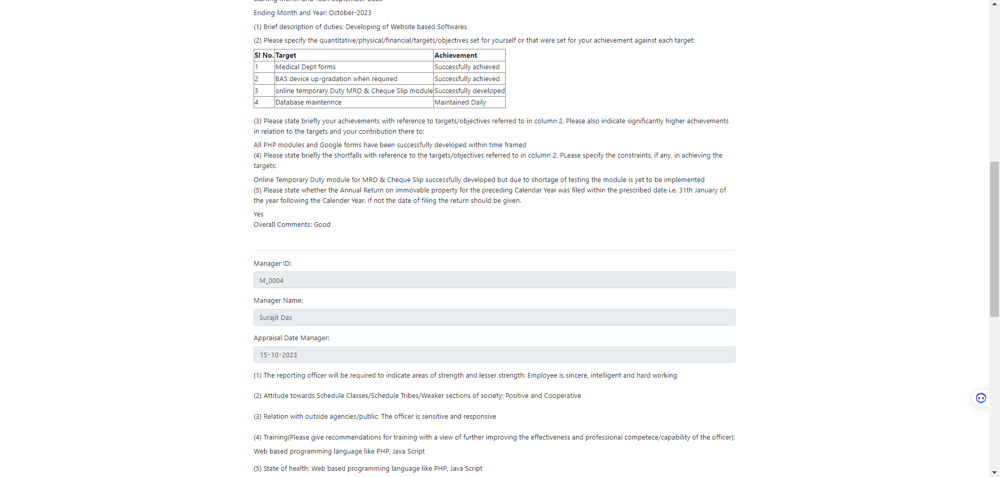 Starting Month and Year: September-2023
Ending Month and Year: October-2023
(1) Brief description of duties: Developing of Website based Softwares
(2) Please specify the quantitative/physical/financial/targets/objectives set for yourself or that were set for your achievement against each target:
Sl No. Target Achievement
1 Medical Dept forms Successfully achieved
2 BAS device up-gradation when required Successfully achieved
3 online temporary Duty MRO & Cheque Slip module Successfully developed
4 Database maintennce Maintained Daily
(3) Please state briefly your achievements with reference to targets/objectives referred to in column 2. Please also indicate significantly higher achievements
in relation to the targets and your contribution there to:
All PHP modules and Google forms have been successfully developed within time framed
(4) Please state briefly the shortfalls with reference to the targets/objectives referred to in column 2. PLease specify the constraints, if any, in achieving the
targets:
Online Temporary Duty module for MRO & Cheque Slip successfully developed but due to shortage of testing the module is yet to be implemented
(5) Please state whether the Annual Return on immovable property for the preceding Calendar Year was filed within the prescribed date i.e. 31th January of
the year following the Calender Year. If not the date of filing the return should be given.
Yes
Overall Comments: Good
Manager ID:
M_0004
Manager Name:
Surajit Das
Appraisal Date Manager:
15-10-2023
(1) The reporting officer will be required to indicate areas of strength and lesser strength: Employee is sincere, intelligent and hard working
(2) Attitude towards Schedule Classes/Schedule Tribes/Weaker sections of society: Positive and Cooperative
(3) Relation with outside agencies/public: The officer is sensitive and responsive
(4) Training(Please give recommendations for training with a view of further improving the effectiveness and professional competece/capability of the officer):
Web based programming language like PHP, Java Script
(5) State of health: Web based programming language like PHP, Java Script